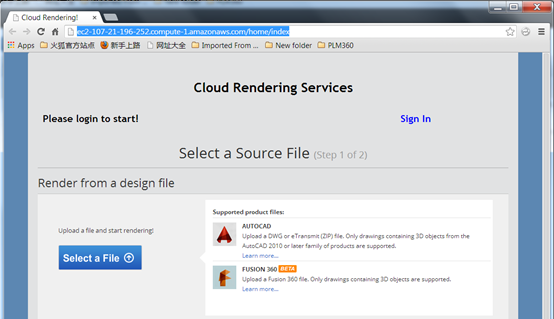 Cloud Rendering!
ec2-107-21-196-252.compute-1.amazonaws.com/home/index
Apps 火狐官方站点 新手上路 网址大全 Imported From ... New folder PLM360
Cloud Rendering Services
Please login to start! Sign In
Select a Source File (Step 1 of 2)
Render from a design file
Upload a file and start rendering!
Select a File
Supported product files:
AUTOCAD
Upload a DWG or eTransmit (ZIP) file. Only drawings containing 3D objects from the
AutoCAD 2010 or later family of products are supported.
Learn more...
FUSION 360 BETA
Upload a Fusion 360 file. Only drawings containing 3D objects are supported.
Learn more...